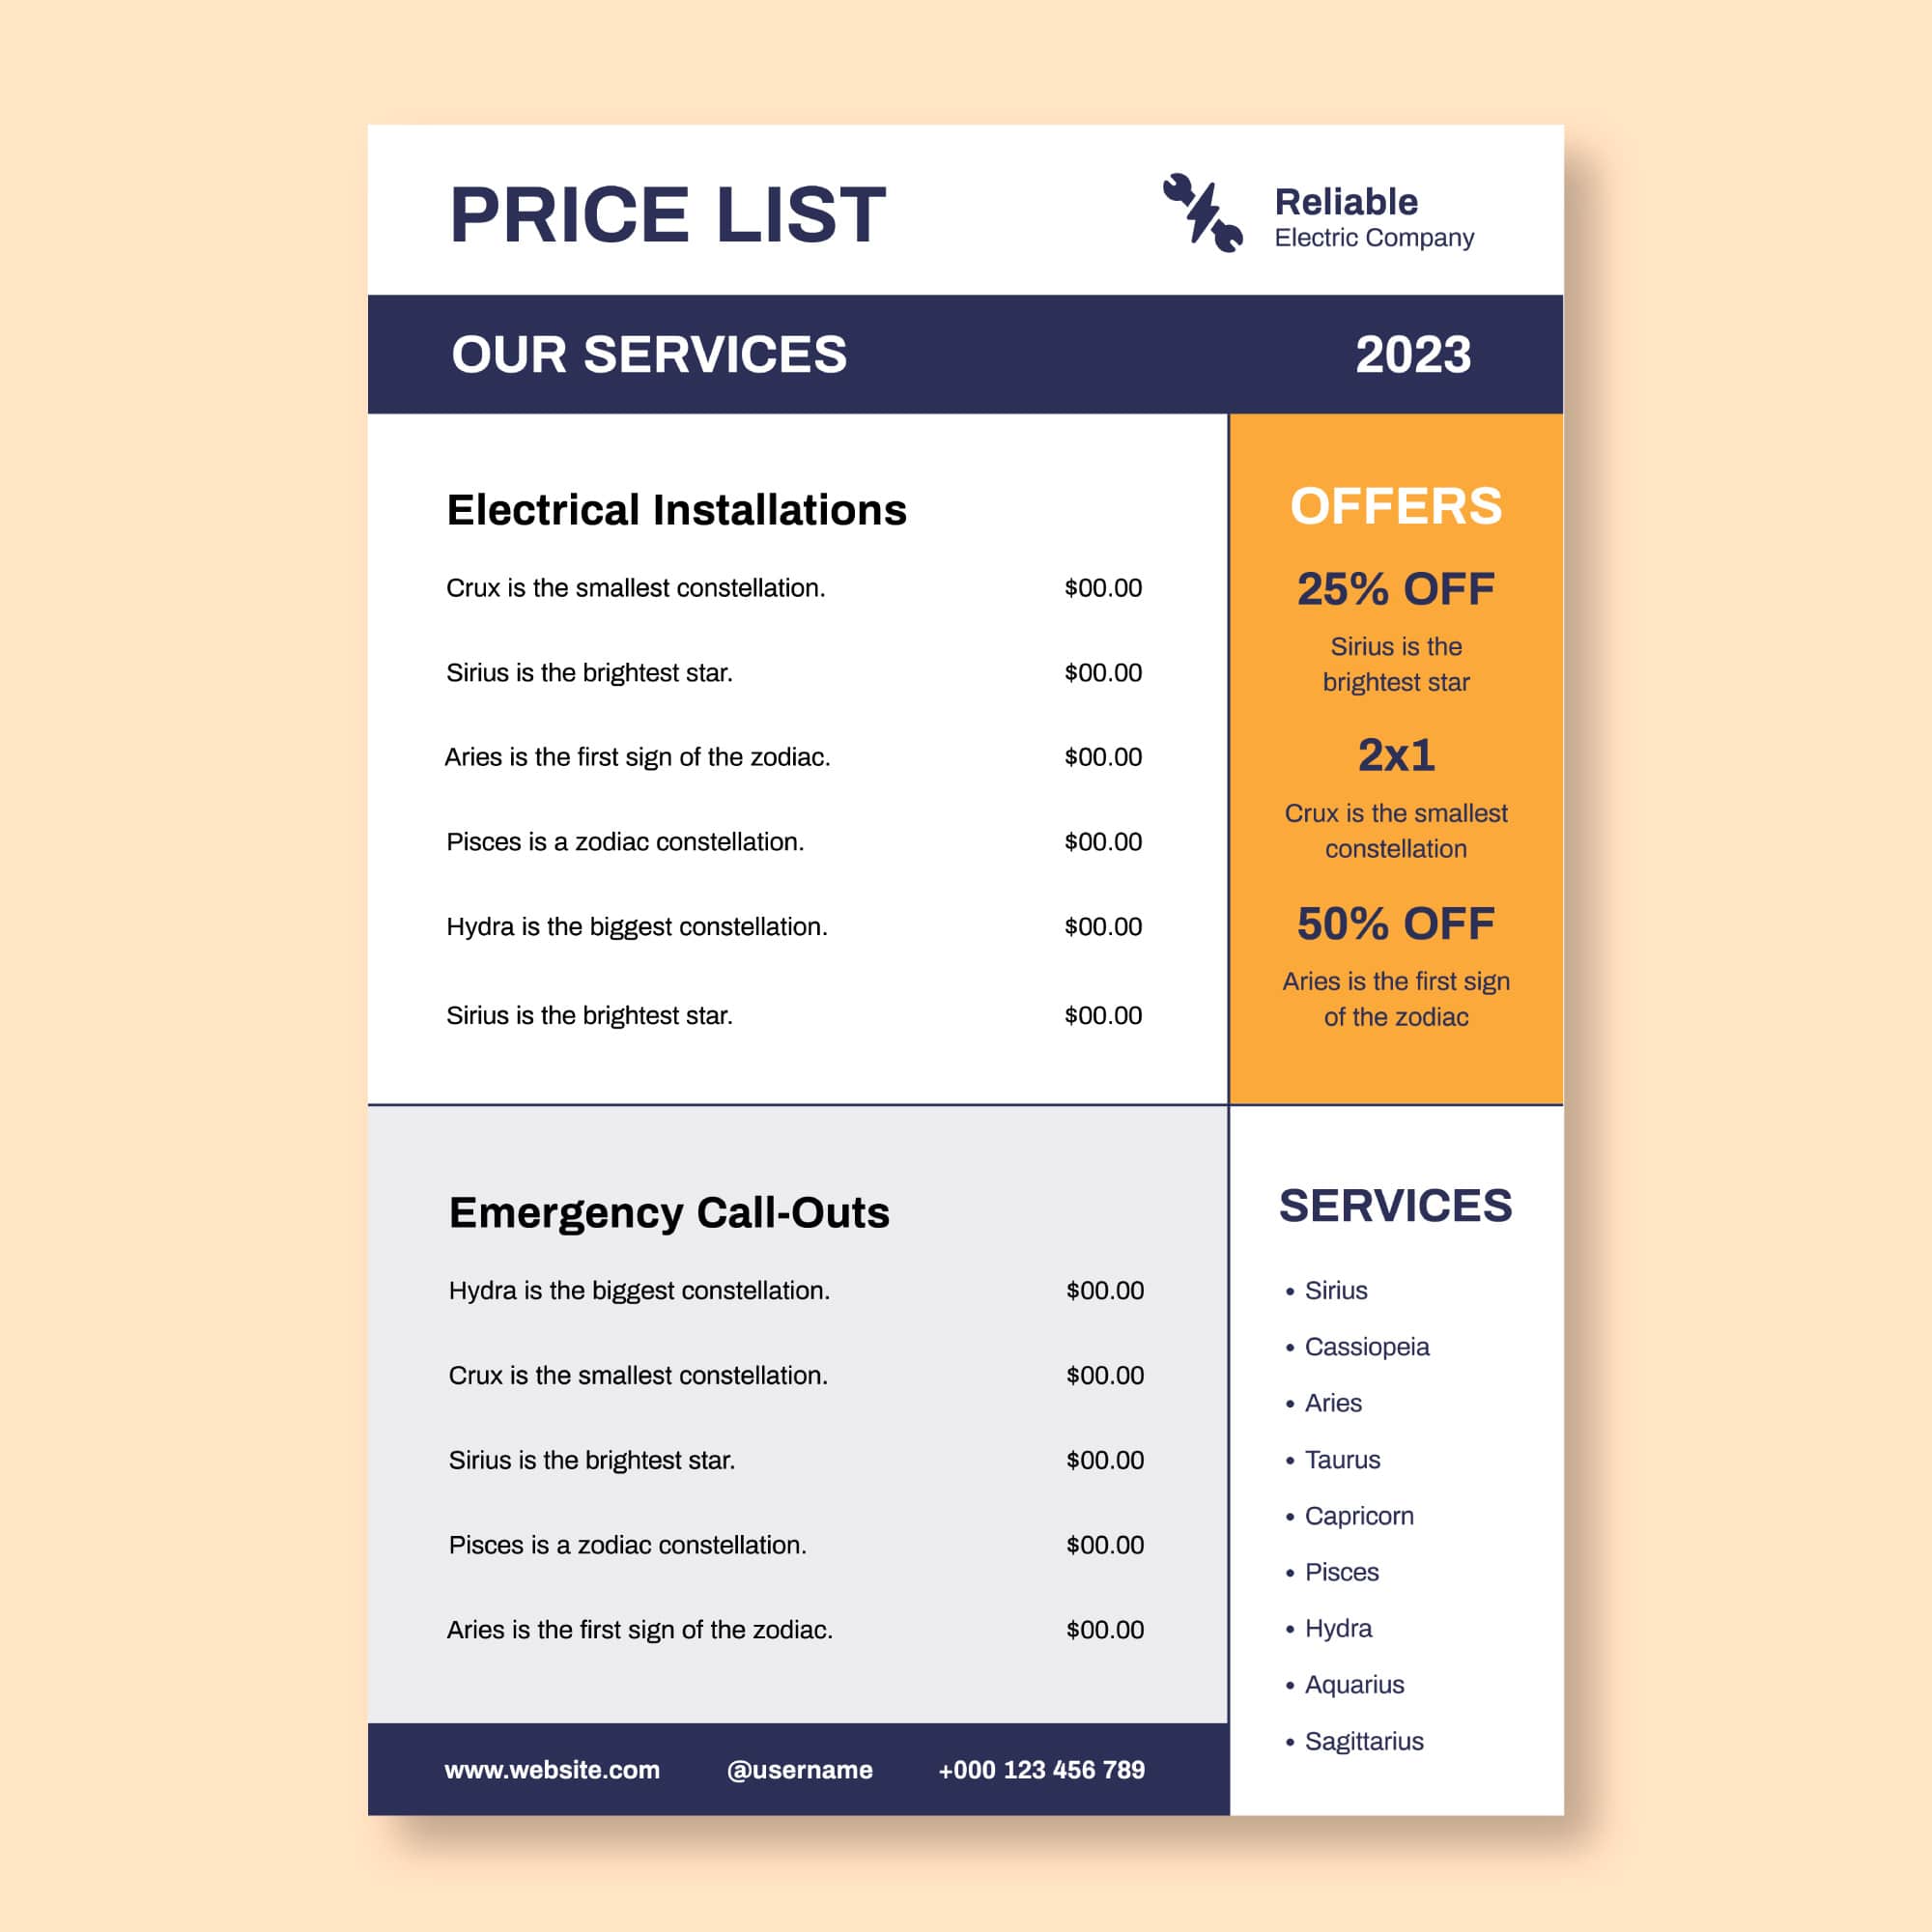 PRICE LIST
Reliable
Electric Company
OUR SERVICES 2023
Electrical Installations
Crux is the smallest constellation. $00.00
Sirius is the brightest star. $00.00
Aries is the first sign of the zodiac. $00.00
Pisces is a zodiac constellation. $00.00
Hydra is the biggest constellation. $00.00
Sirius is the brightest star. $00.00
OFFERS
25% OFF
Sirius is the
brightest star
2x1
Crux is the smallest
constellation
50% OFF
Aries is the first sign
of the zodiac
Emergency Call-Outs
Hydra is the biggest constellation. $00.00
Crux is the smallest constellation. $00.00
Sirius is the brightest star. $00.00
Pisces is a zodiac constellation. $00.00
Aries is the first sign of the zodiac. $00.00
SERVICES
• Sirius
• Cassiopeia
• Aries
• Taurus
• Capricorn
• Pisces
• Hydra
• Aquarius
• Sagittarius
www.website.com @username +000 123 456 789